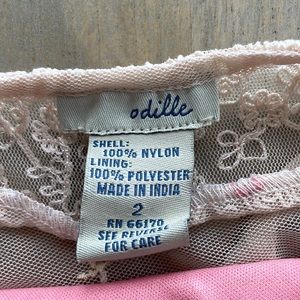 odille
SHELL:
100% NYLON
LINING:
100% POLYESTER
MADE IN INDIA
2
RN 66170
SEE REVERSE
FOR CARE